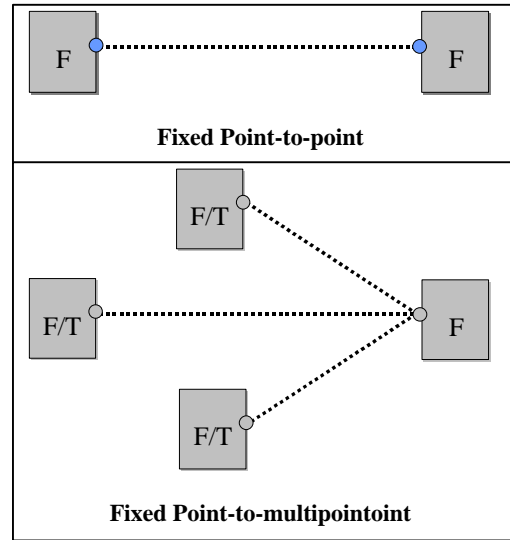 F F
Fixed Point-to-point
F/T
F/T F
F/T
Fixed Point-to-multipointoint